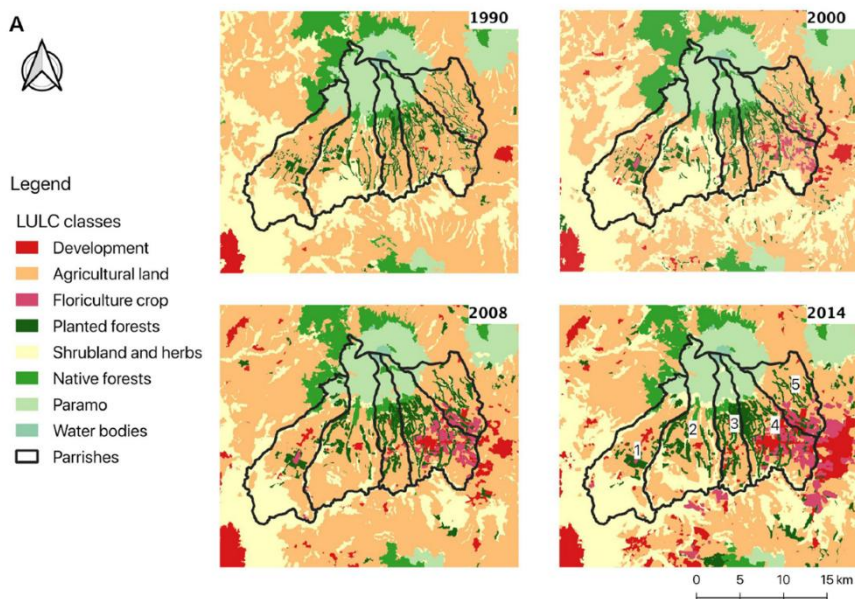 A
1990
2000
Legend
LULC classes
Development
Agricultural land
Floriculture crop
Planted forests
Shrubland and herbs
Native forests
Paramo
Water bodies
Parrishes
2008
2014
1
2
3
4
5
0 5 10 15 km